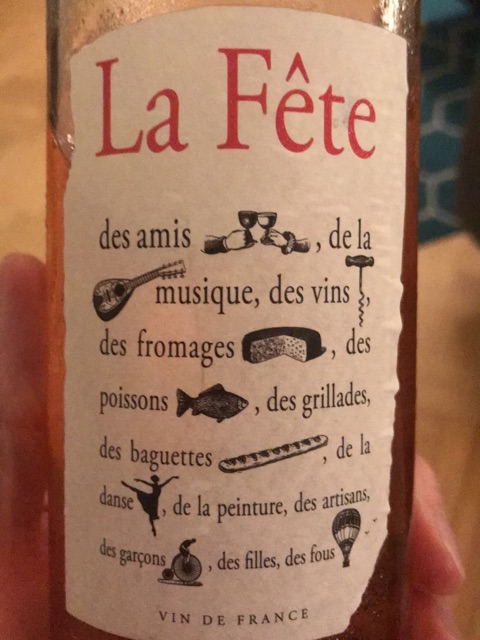 La Fête
des amis , de la
musique, des vins ,
des fromages , des
poissons , des grillades,
des baguettes , de la
danse , de la peinture, des artisans,
des garçons , des filles, des fous
VIN DE FRANCE